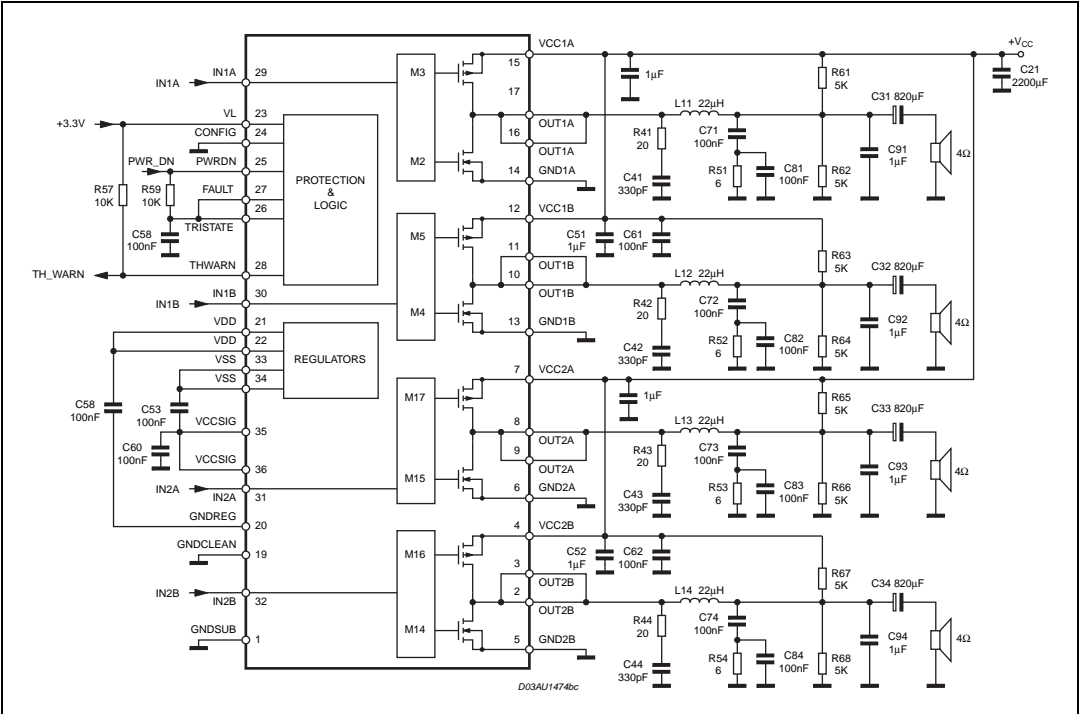 VCC1A
+VCC
IN1A
IN1A
29
M3
15
1µF
R61
5K
C21
2200µF
17
C31 820µF
+3.3V
VL
23
L11 22µH
CONFIG
24
16
OUT1A
OUT1A
R41
20
C71
100nF
PWR_DN
PWRDN
25
M2
14
GND1A
C91
1µF
4Ω
R57
10K
R59
10K
FAULT
27
PROTECTION
&
LOGIC
C41
330pF
R51
6
C81
100nF
R62
5K
26
TRISTATE
C58
100nF
12
VCC1B
M5
C51
1µF
C61
100nF
11
OUT1B
R63
5K
TH_WARN
THWARN
28
10
OUT1B
L12 22µH
C32 820µF
IN1B
IN1B
30
M4
R42
20
C72
100nF
VDD
21
13
GND1B
C92
1µF
4Ω
VDD
22
REGULATORS
C42
330pF
R52
6
C82
100nF
R64
5K
VSS
33
VSS
34
7
VCC2A
M17
1µF
R65
5K
C58
100nF
C53
100nF
8
OUT2A
L13 22µH
C33 820µF
VCCSIG
35
C60
100nF
9
OUT2A
R43
20
C73
100nF
VCCSIG
36
M15
6
GND2A
C93
1µF
4Ω
IN2A
IN2A
31
C43
330pF
R53
6
C83
100nF
R66
5K
GNDREG
20
4
VCC2B
GNDCLEAN
19
M16
C52
1µF
C62
100nF
3
OUT2B
R67
5K
IN2B
IN2B
32
2
OUT2B
L14 22µH
C34 820µF
GNDSUB
1
M14
R44
20
C74
100nF
5
GND2B
C94
1µF
4Ω
C44
330pF
R54
6
C84
100nF
R68
5K
D03AU1474bc